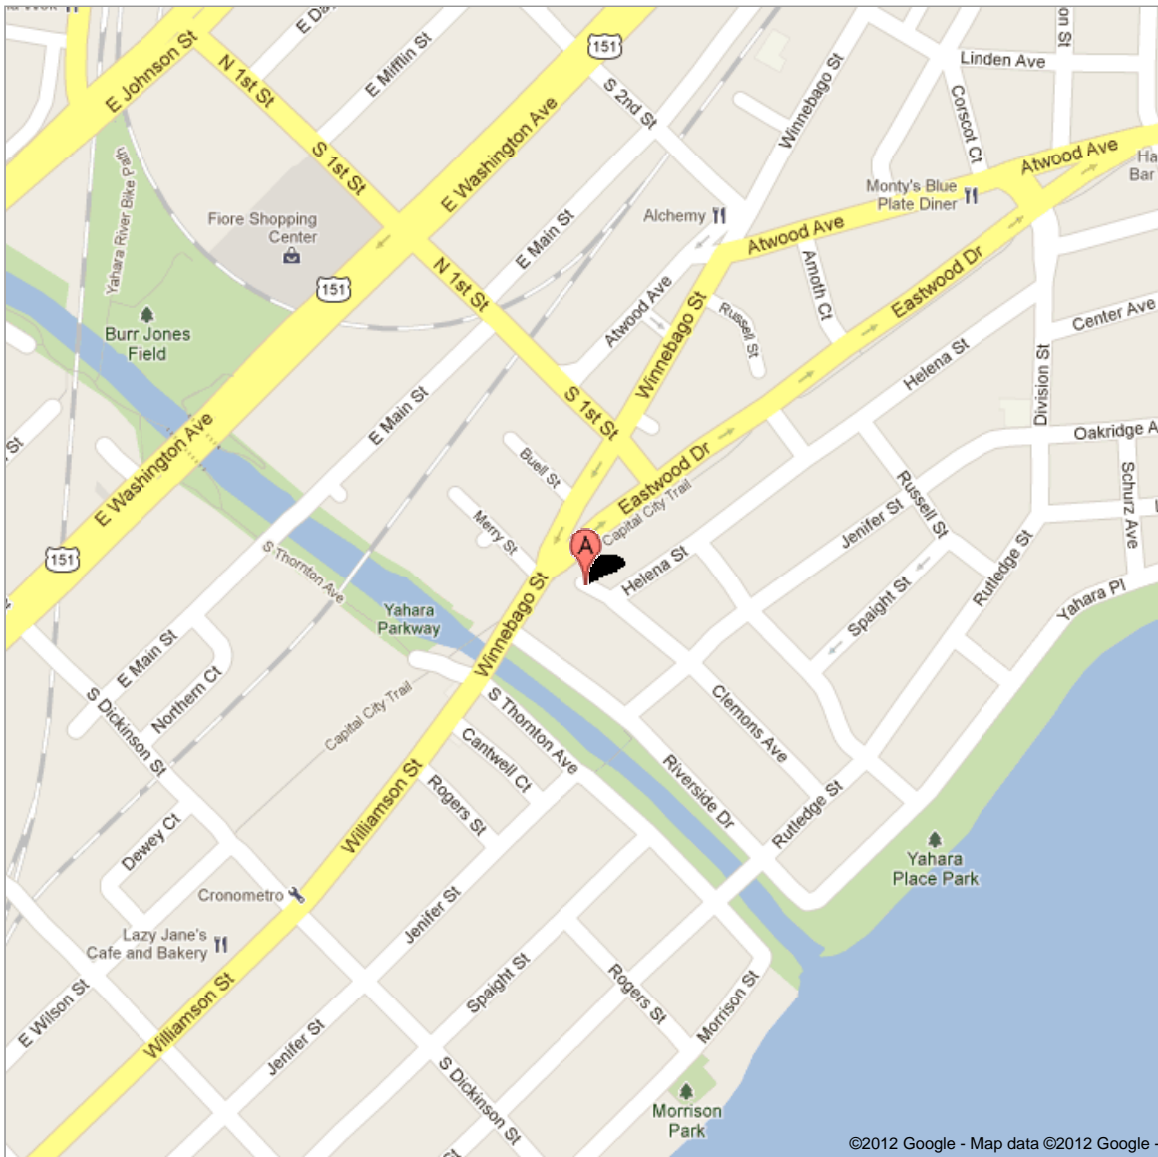 E Johnson St
N 1st St
E Mifflin St
151
S 2nd St
Winnebago St
Linden Ave
Corscot Ct
Atwood Ave
Bar
Monty's Blue
Plate Diner
Alchemy
Atwood Ave
S 1st St
E Washington Ave
Yahara River Bike Path
Fiore Shopping
Center
E Main St
N 1st St
151
Atwood Ave
Amoth Ct
Eastwood Dr
Russell St
Winnebago St
Center Ave
Burr Jones
Field
Helena St
Division St
E Main St
S 1st St
Oakridge A
St
E Washington Ave
Buell St
Eastwood Dr
Capital City Trail
Russell St
Schurz Ave
Jenifer St
Merry St
A
151
S Thornton Ave
Helena St
Rutledge St
Spaight St
Yahara Pl
Yahara
Parkway
Winnebago St
E Main St
Northern Ct
S Dickinson St
Capital City Trail
S Thornton Ave
Clemons Ave
Cantwell Ct
Riverside Dr
Rogers St
Williamson St
Rutledge St
Dewey Ct
Yahara
Place Park
Cronometro
Jenifer St
Lazy Jane's
Cafe and Bakery
Spaight St
Rogers St
E Wilson St
Williamson St
Morrison St
Jenifer St
S Dickinson St
Morrison
Park
©2012 Google - Map data ©2012 Google -